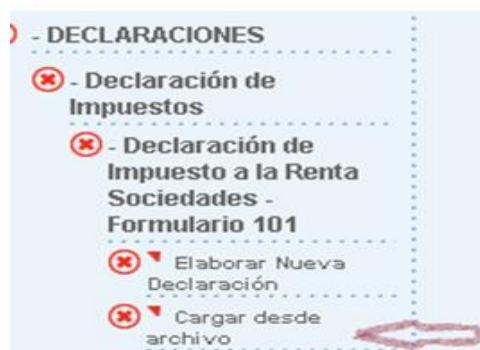 - DECLARACIONES
- Declaración de
Impuestos
- Declaración de
Impuesto a la Renta
Sociedades -
Formulario 101
Elaborar Nueva
Declaración
Cargar desde
archivo